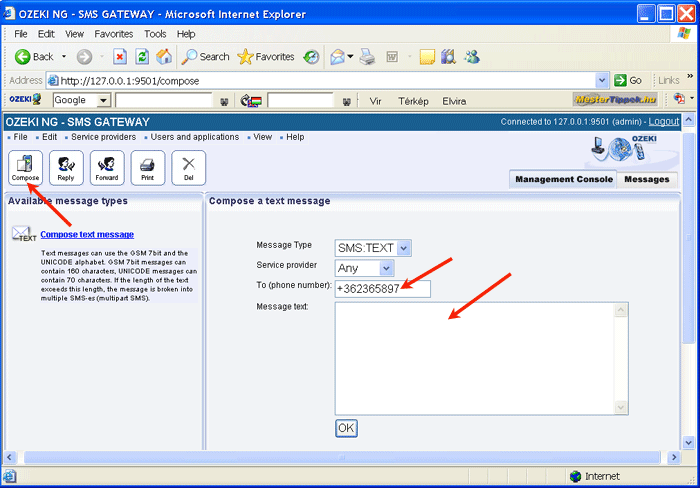 OZEKI NG - SMS GATEWAY - Microsoft Internet Explorer
File Edit View Favorites Tools Help
Back Search Favorites
Address http://127.0.0.1:9501/compose Go Links
OZEKI Google Vir Térkép Elvira MasterTippek.hu
OZEKI NG - SMS GATEWAY Connected to 127.0.0.1:9501 (admin) - Logout
File Edit Service providers Users and applications View Help
OZEKI
Compose Reply Forward Print Del
Management Console Messages
Available message types
TEXT Compose text message
Text messages can use the GSM 7bit and the
UNICODE alphabet. GSM 7bit messages can
contain 160 characters, UNICODE messages can
contain 70 characters. If the length of the text
exceeds this length, the message is broken into
multiple SMS-es (multipart SMS).
Compose a text message
Message Type SMS:TEXT
Service provider Any
To (phone number): +362365897
Message text:
OK
Internet